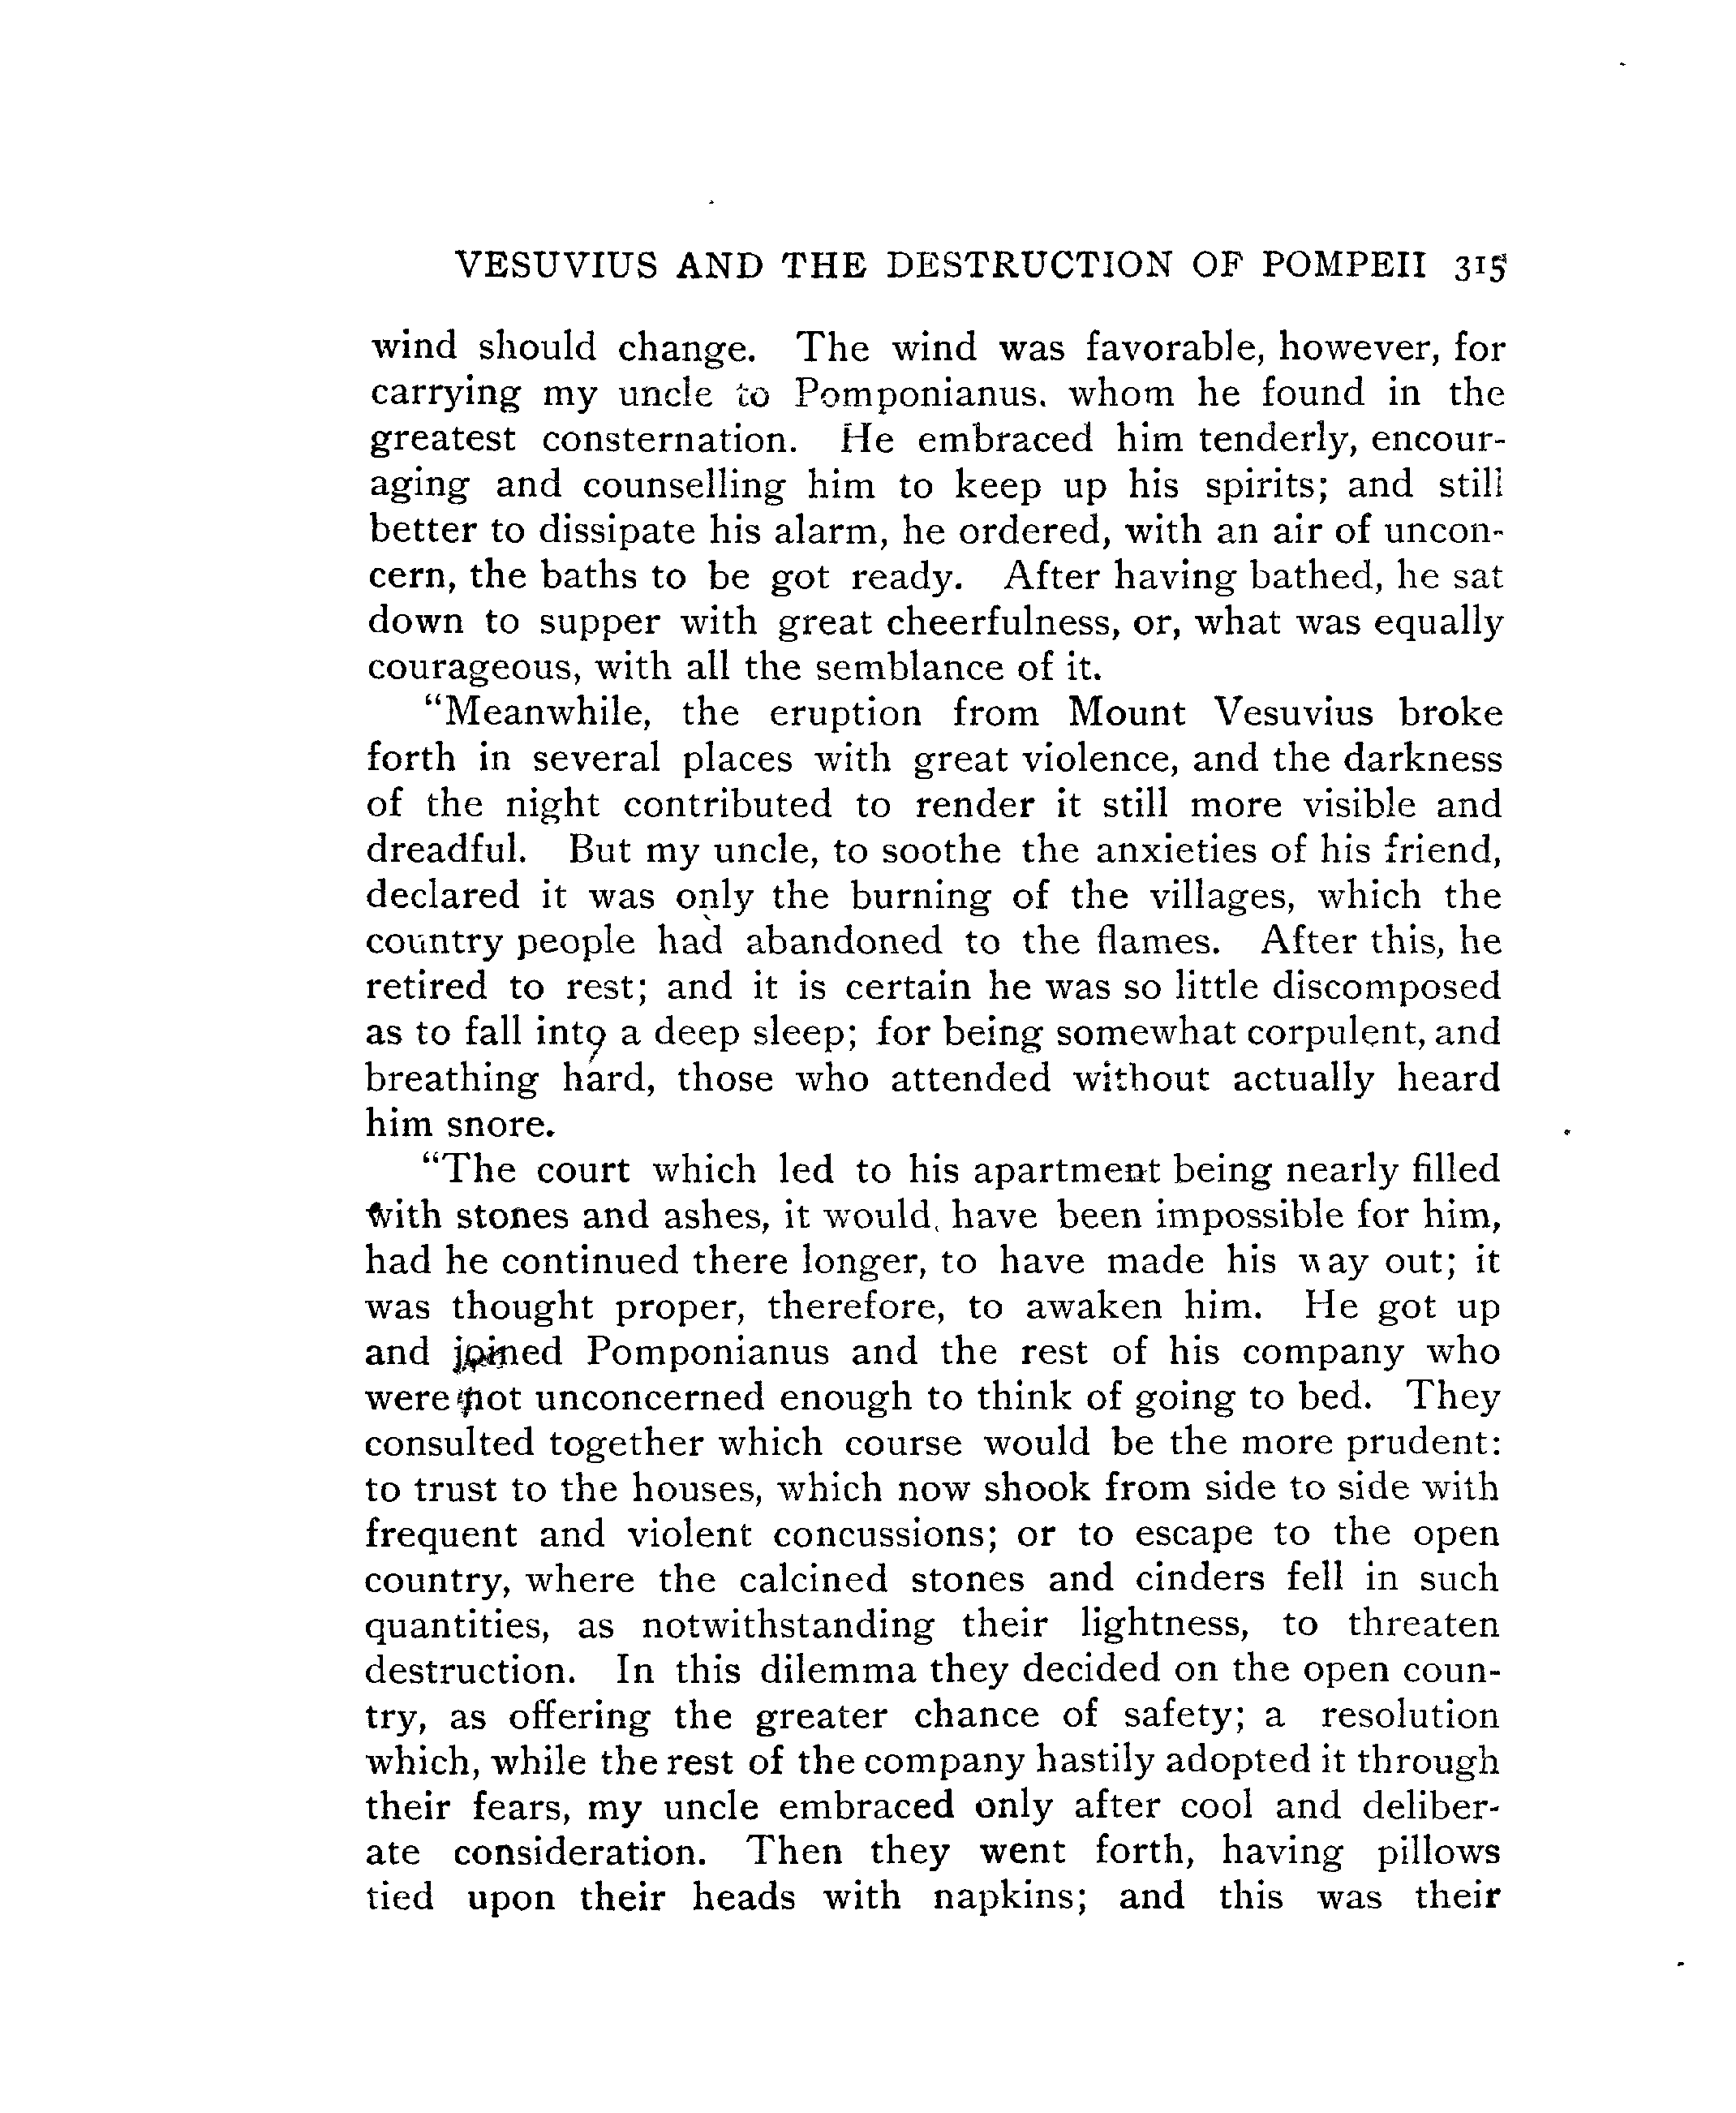 VESUVIUS AND THE DESTRUCTION OF POMPEII 315
wind should change. The wind was favorable, however, for
carrying my uncle to Pomponianus. whom he found in the
greatest consternation. He embraced him tenderly, encour-
aging and counselling him to keep up his spirits; and still
better to dissipate his alarm, he ordered, with an air of uncon-
cern, the baths to be got ready. After having bathed, he sat
down to supper with great cheerfulness, or, what was equally
courageous, with all the semblance of it.
“Meanwhile, the eruption from Mount Vesuvius broke
forth in several places with great violence, and the darkness
of the night contributed to render it still more visible and
dreadful. But my uncle, to soothe the anxieties of his friend,
declared it was only the burning of the villages, which the
country people had abandoned to the flames. After this, he
retired to rest; and it is certain he was so little discomposed
as to fall into a deep sleep; for being somewhat corpulent, and
breathing hard, those who attended without actually heard
him snore.
“The court which led to his apartment being nearly filled
with stones and ashes, it would have been impossible for him,
had he continued there longer, to have made his way out; it
was thought proper, therefore, to awaken him. He got up
and joined Pomponianus and the rest of his company who
were not unconcerned enough to think of going to bed. They
consulted together which course would be the more prudent:
to trust to the houses, which now shook from side to side with
frequent and violent concussions; or to escape to the open
country, where the calcined stones and cinders fell in such
quantities, as notwithstanding their lightness, to threaten
destruction. In this dilemma they decided on the open coun-
try, as offering the greater chance of safety; a resolution
which, while the rest of the company hastily adopted it through
their fears, my uncle embraced only after cool and deliber-
ate consideration. Then they went forth, having pillows
tied upon their heads with napkins; and this was their